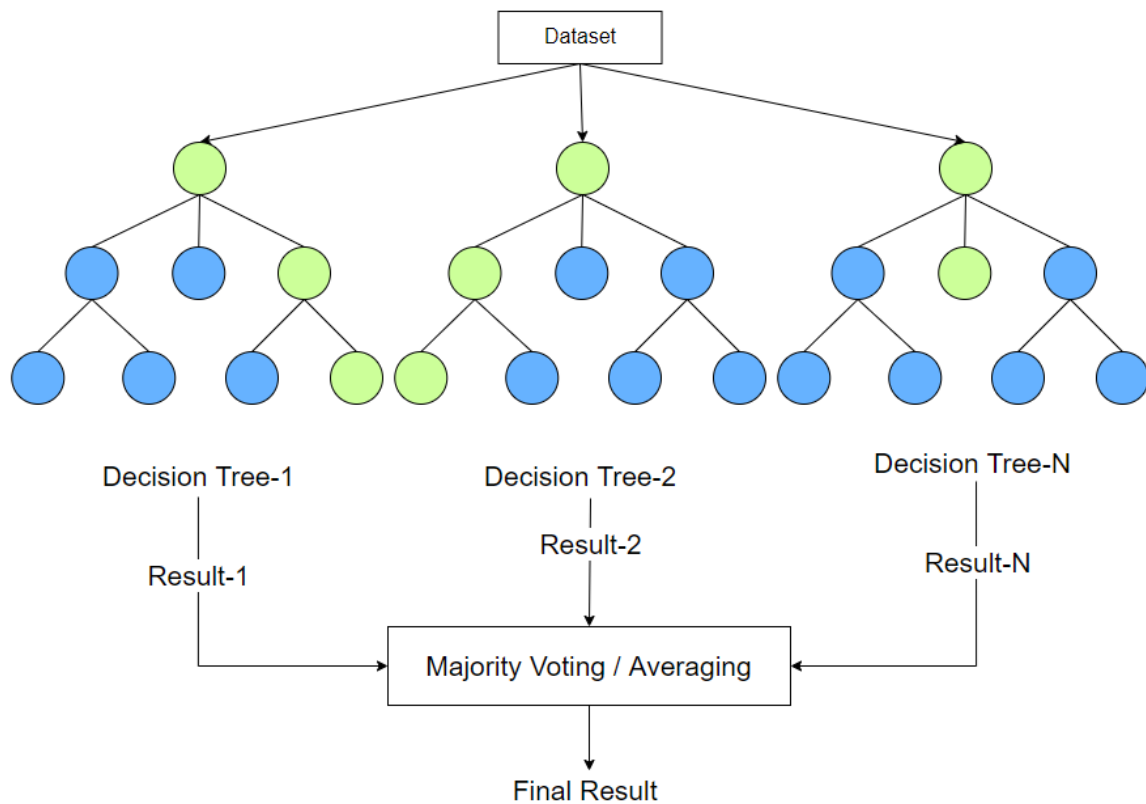 Dataset
Decision Tree-1
Decision Tree-2
Decision Tree-N
Result-1
Result-2
Result-N
Majority Voting / Averaging
Final Result